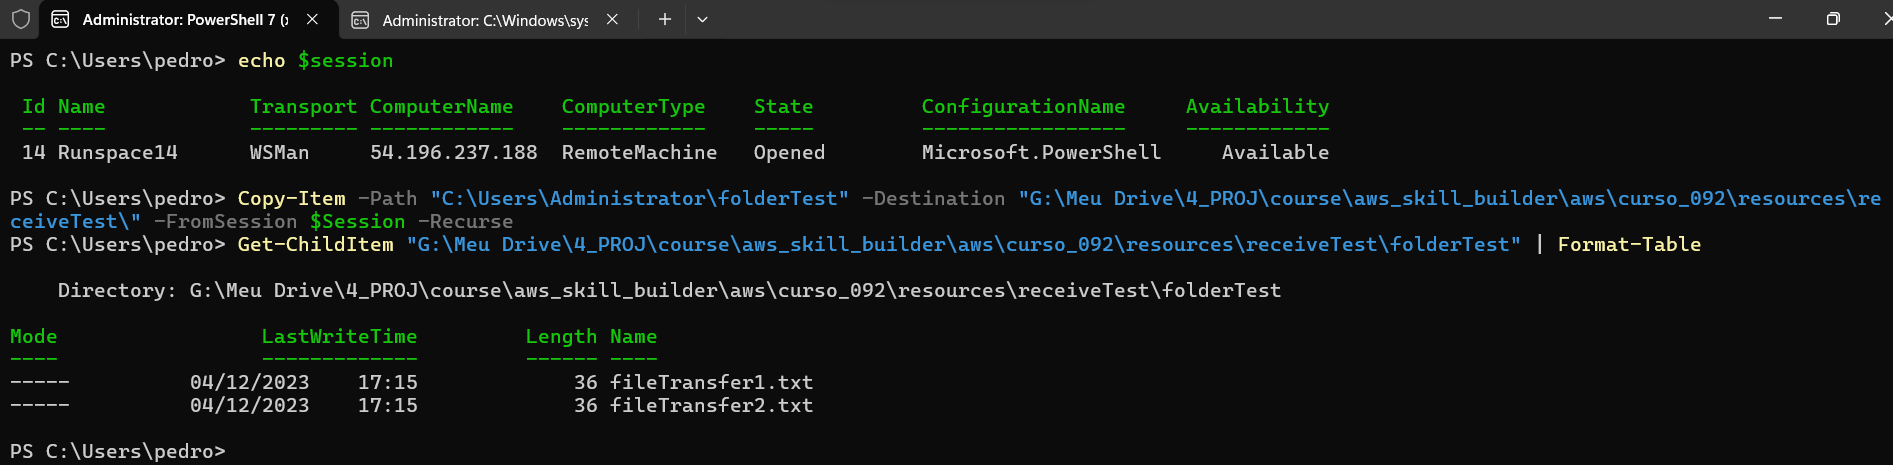 Administrator: PowerShell 7 (x Administrator: C:\Windows\sys
PS C:\Users\pedro> echo $session
Id Name Transport ComputerName ComputerType State ConfigurationName Availability
-- ---- --------- ------------ ------------ ----- ----------------- ------------
14 Runspace14 WSMan 54.196.237.188 RemoteMachine Opened Microsoft.PowerShell Available
PS C:\Users\pedro> Copy-Item -Path "C:\Users\Administrator\folderTest" -Destination "G:\Meu Drive\4_PROJ\course\aws_skill_builder\aws\curso_092\resources\re
ceiveTest\" -FromSession $Session -Recurse
PS C:\Users\pedro> Get-ChildItem "G:\Meu Drive\4_PROJ\course\aws_skill_builder\aws\curso_092\resources\receiveTest\folderTest" | Format-Table
Directory: G:\Meu Drive\4_PROJ\course\aws_skill_builder\aws\curso_092\resources\receiveTest\folderTest
Mode LastWriteTime Length Name
---- ------------- ------ ----
----- 04/12/2023 17:15 36 fileTransfer1.txt
----- 04/12/2023 17:15 36 fileTransfer2.txt
PS C:\Users\pedro>